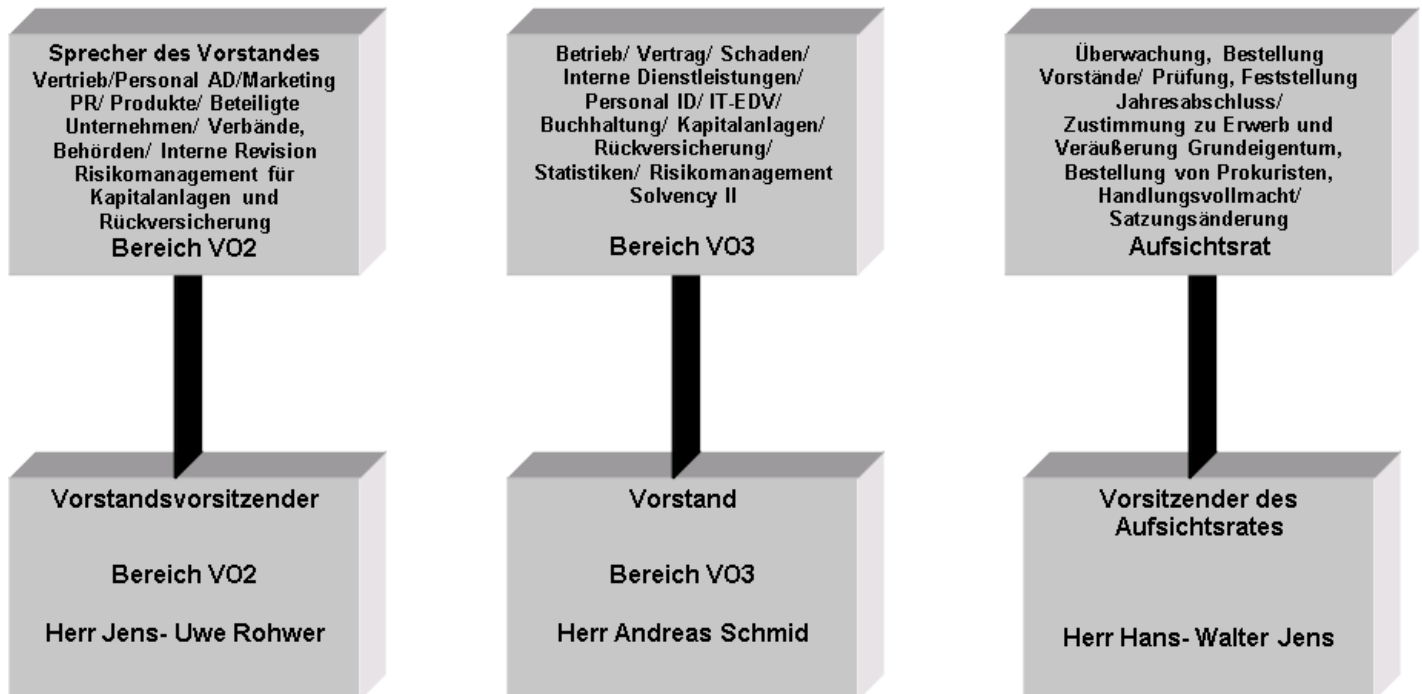 Sprecher des Vorstandes
Vertrieb/Personal AD/Marketing
PR/ Produkte/ Beteiligte
Unternehmen/ Verbände,
Behörden/ Interne Revision
Risikomanagement für
Kapitalanlagen und
Rückversicherung
Bereich VO2
Betrieb/ Vertrag/ Schaden/
Interne Dienstleistungen/
Personal ID/ IT-EDV/
Buchhaltung/ Kapitalanlagen/
Rückversicherung/
Statistiken/ Risikomanagement
Solvency II
Bereich VO3
Überwachung, Bestellung
Vorstände/ Prüfung, Feststellung
Jahresabschluss/
Zustimmung zu Erwerb und
Veräußerung Grundeigentum,
Bestellung von Prokuristen,
Handlungsvollmacht/
Satzungsänderung
Aufsichtsrat
Vorstandsvorsitzender
Bereich VO2
Herr Jens- Uwe Rohwer
Vorstand
Bereich VO3
Herr Andreas Schmid
Vorsitzender des
Aufsichtsrates
Herr Hans- Walter Jens